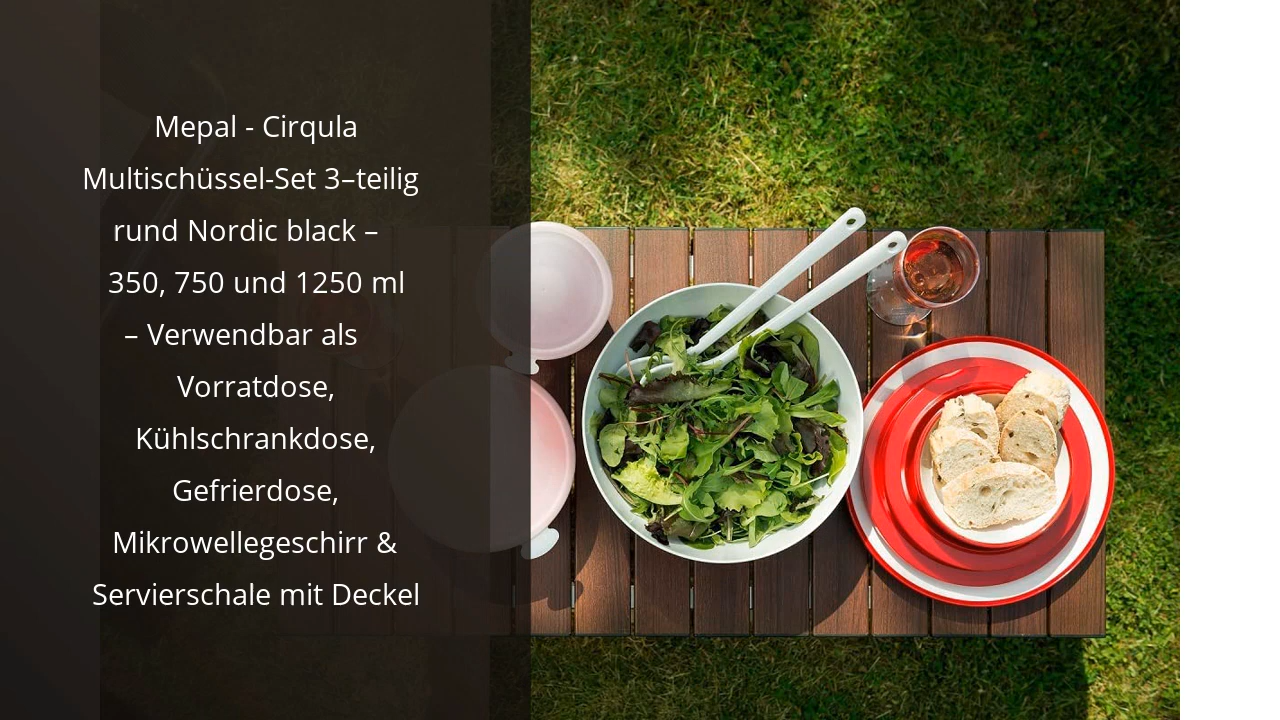 Mepal - Cirqula
Multischüssel-Set 3–teilig
rund Nordic black –
350, 750 und 1250 ml
– Verwendbar als
Vorratdose,
Kühlschrankdose,
Gefrierdose,
Mikrowellegeschirr &
Servierschale mit Deckel